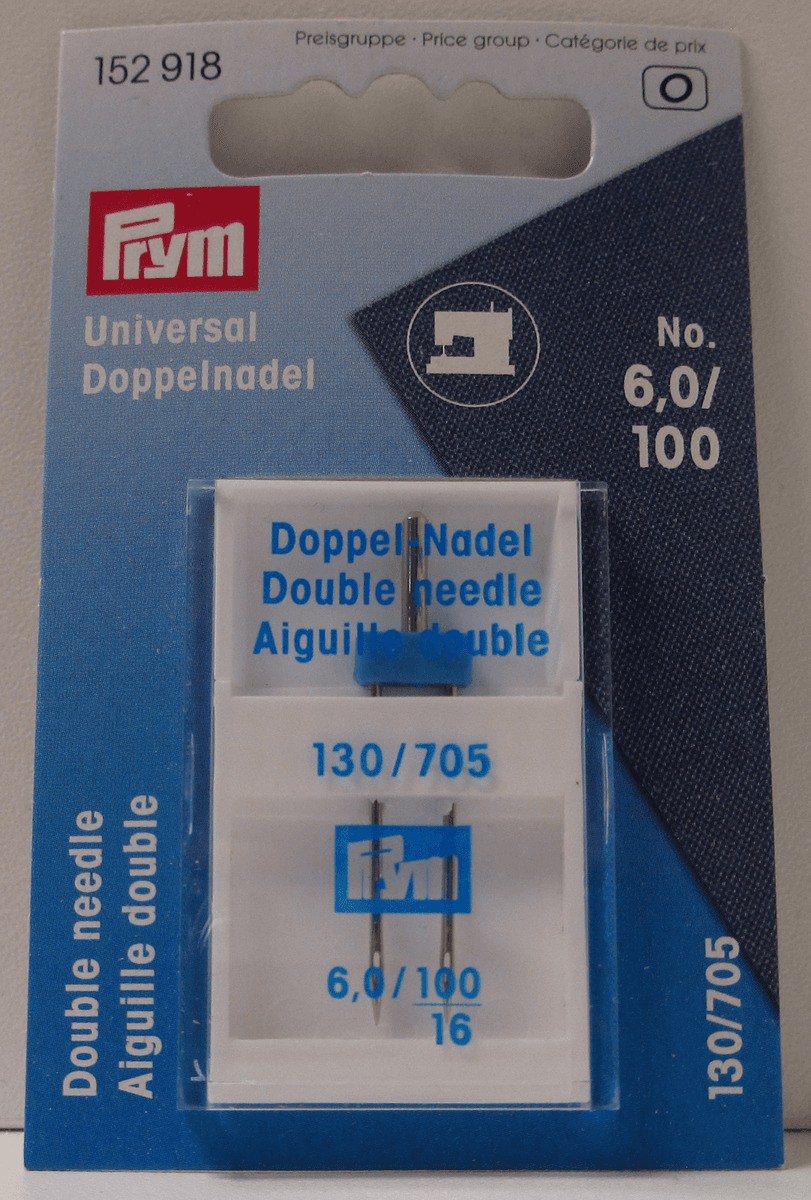 Preisgruppe · Price group · Catégorie de prix
152 918
O
Prym
Universal
Doppelnadel
No.
6,0/
100
Doppel-Nadel
Double needle
Aiguille double
130/705
Prym
6,0/100
16
Double needle
Aiguille double
130/705